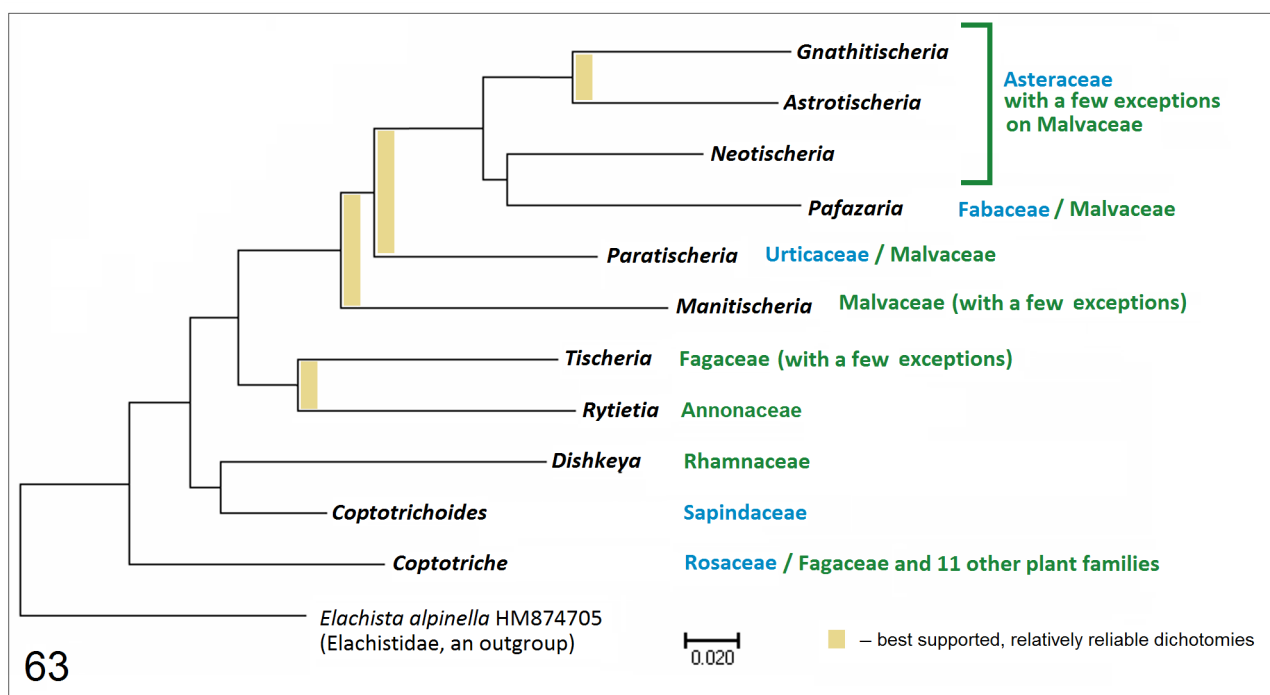 Gnathitischeria
Asteraceae
with a few exceptions
on Malvaceae
Astrotischeria
Neotischeria
Pafazaria Fabaceae / Malvaceae
Paratischeria Urticaceae / Malvaceae
Manitischeria Malvaceae (with a few exceptions)
Tischeria Fagaceae (with a few exceptions)
Rytietia Annonaceae
Dishkeya Rhamnaceae
Coptotrichoides Sapindaceae
Coptotriche Rosaceae / Fagaceae and 11 other plant families
Elachista alpinella HM874705
(Elachistidae, an outgroup)
0.020
– best supported, relatively reliable dichotomies
63